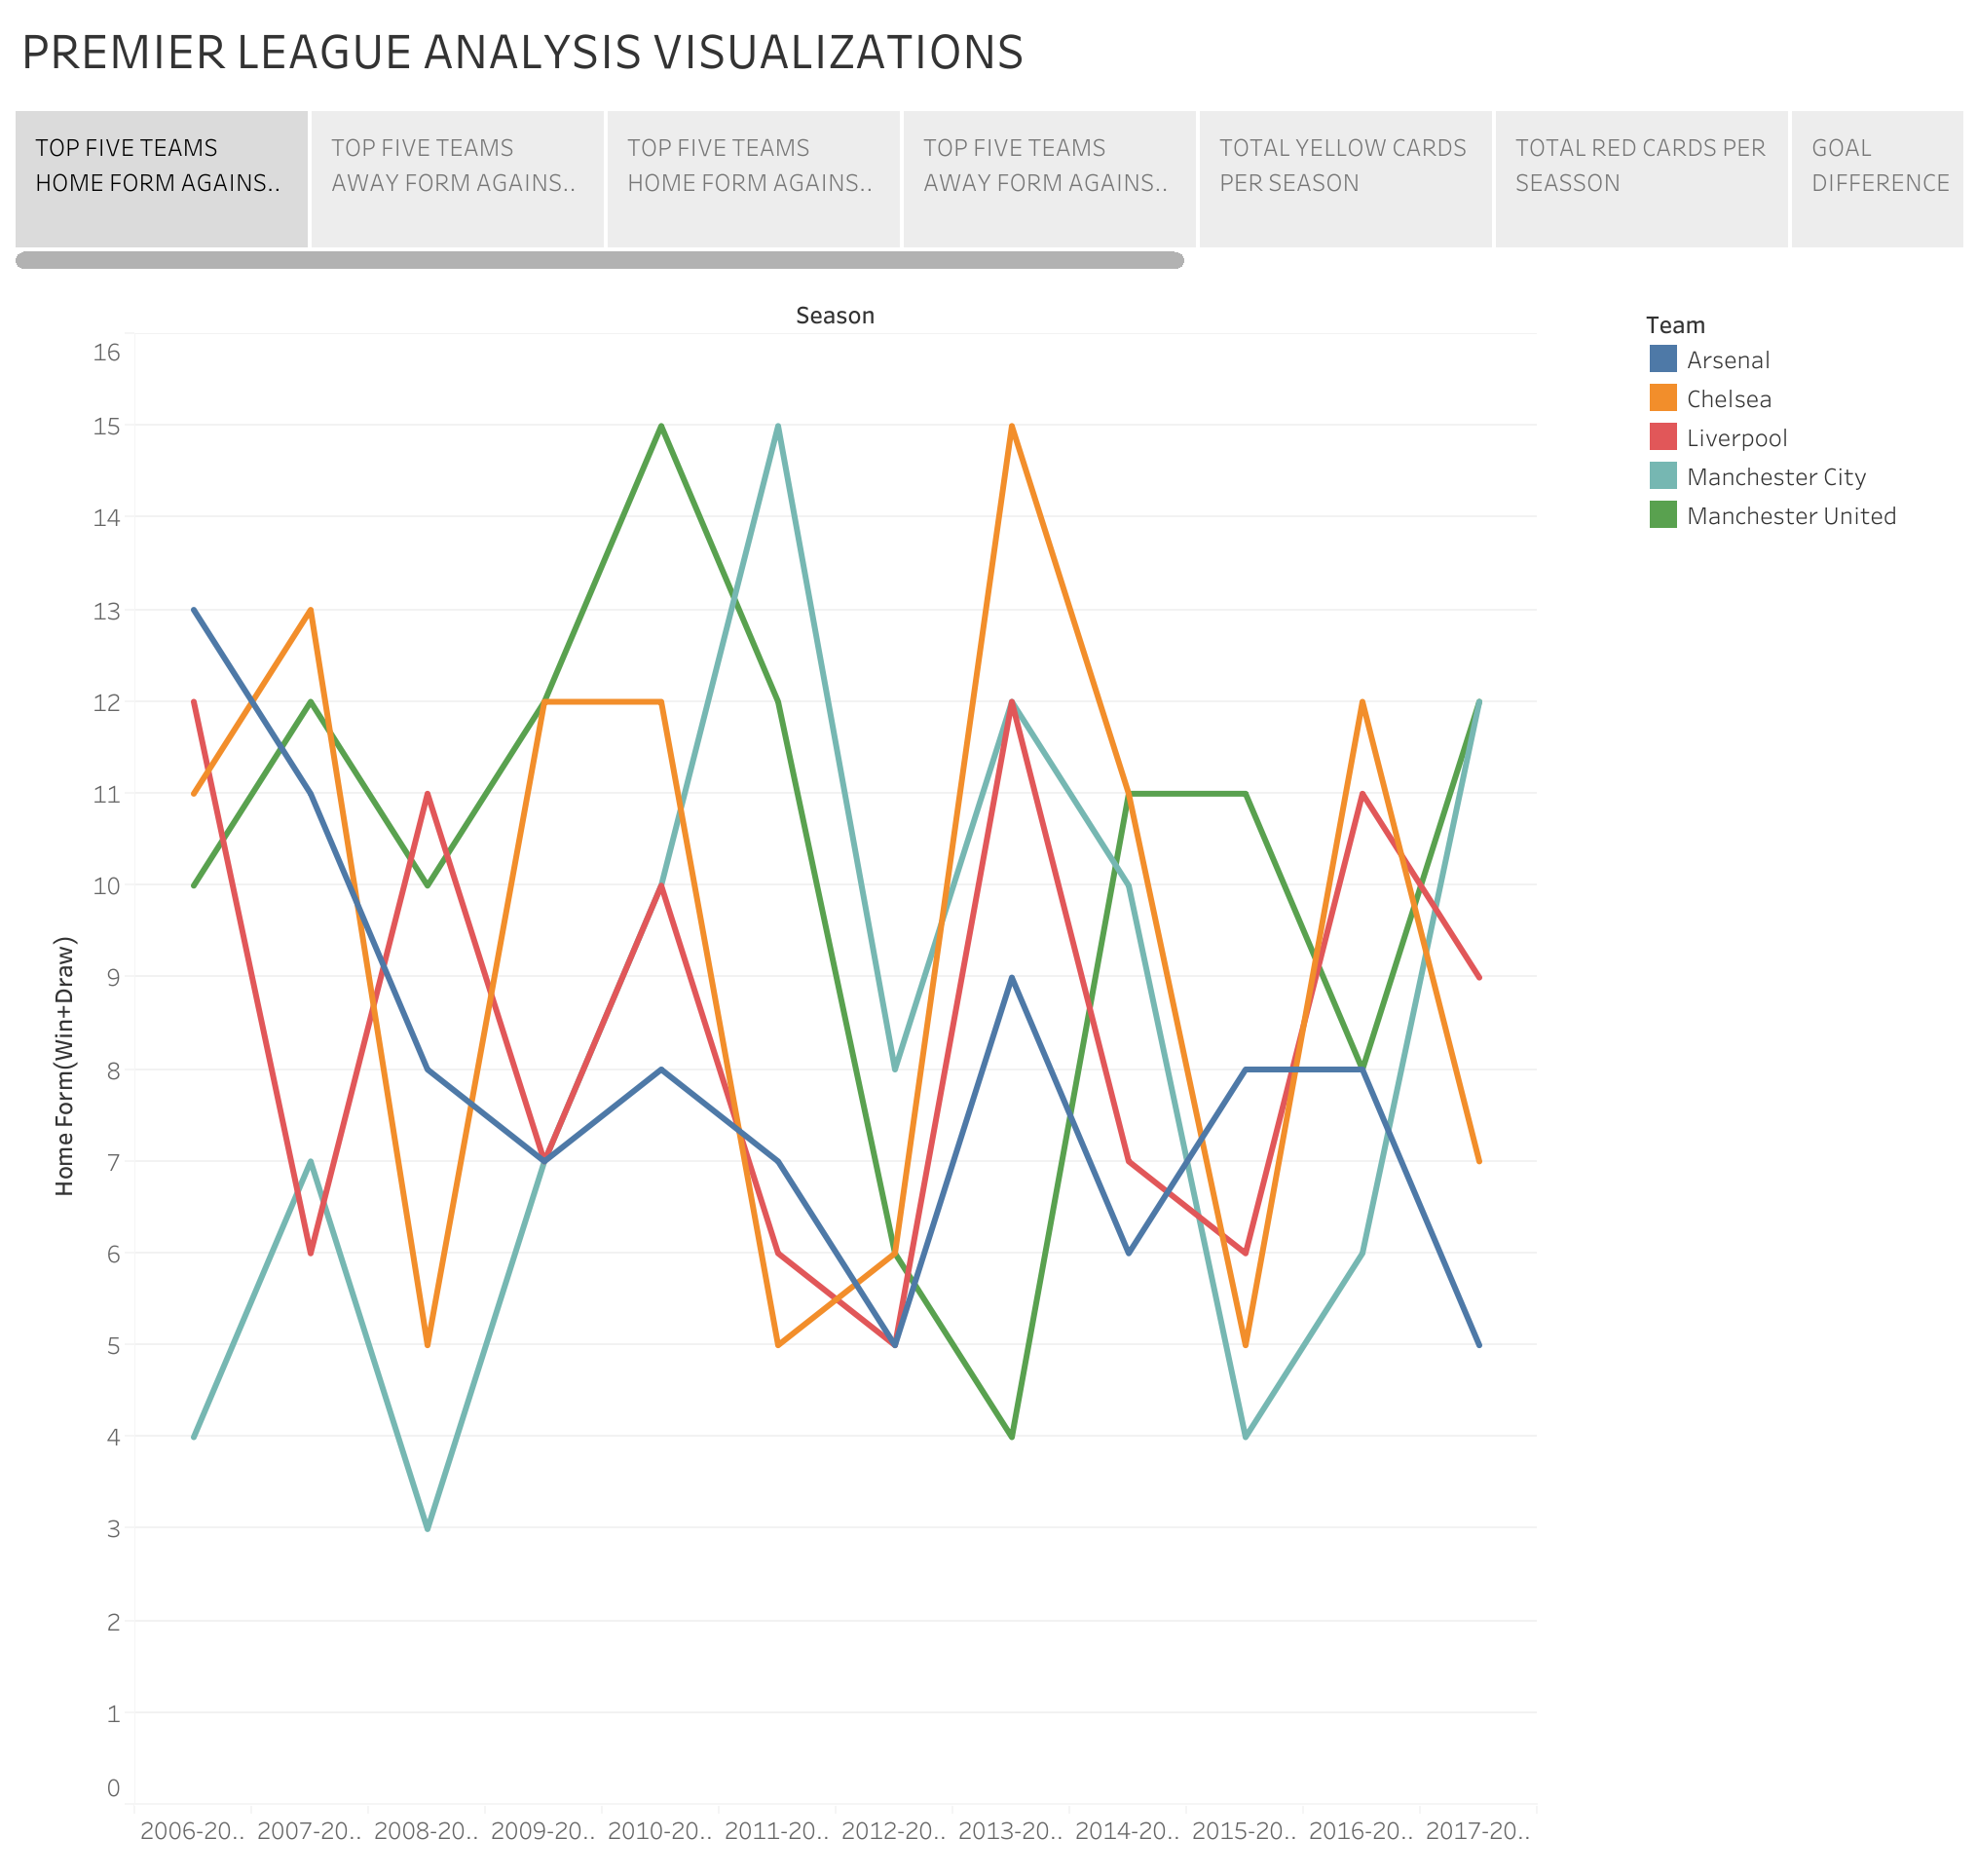 PREMIER LEAGUE ANALYSIS VISUALIZATIONS
TOP FIVE TEAMS
HOME FORM AGAINS..
TOP FIVE TEAMS
AWAY FORM AGAINS..
TOP FIVE TEAMS
HOME FORM AGAINS..
TOP FIVE TEAMS
AWAY FORM AGAINS..
TOTAL YELLOW CARDS
PER SEASON
TOTAL RED CARDS PER
SEASSON
GOAL
DIFFERENCE
Season
Team
Arsenal
Chelsea
Liverpool
Manchester City
Manchester United
Home Form(Win+Draw)
16
15
14
13
12
11
10
9
8
7
6
5
4
3
2
1
0
2006-20.. 2007-20.. 2008-20.. 2009-20.. 2010-20.. 2011-20.. 2012-20.. 2013-20.. 2014-20.. 2015-20.. 2016-20.. 2017-20..